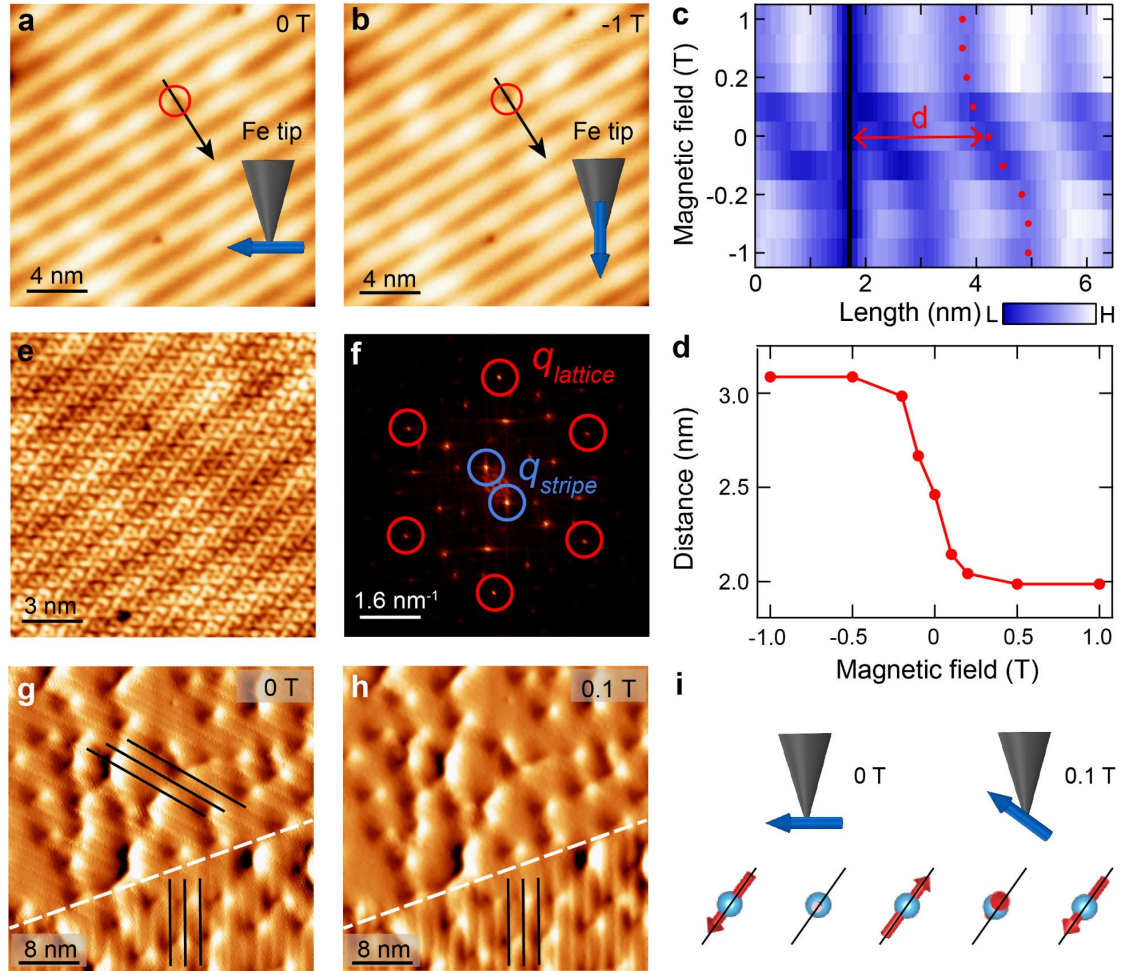 a
0 T
Fe tip
4 nm
b
-1 T
Fe tip
4 nm
c
Magnetic field (T)
1
0.2
0
-0.2
-1
d
0
2
4
6
Length (nm)
L
H
e
3 nm
f
q lattice
q stripe
1.6 nm⁻¹
d
Distance (nm)
3.0
2.5
2.0
-1.0
-0.5
0
0.5
1.0
Magnetic field (T)
g
0 T
8 nm
h
0.1 T
8 nm
i
0 T
0.1 T